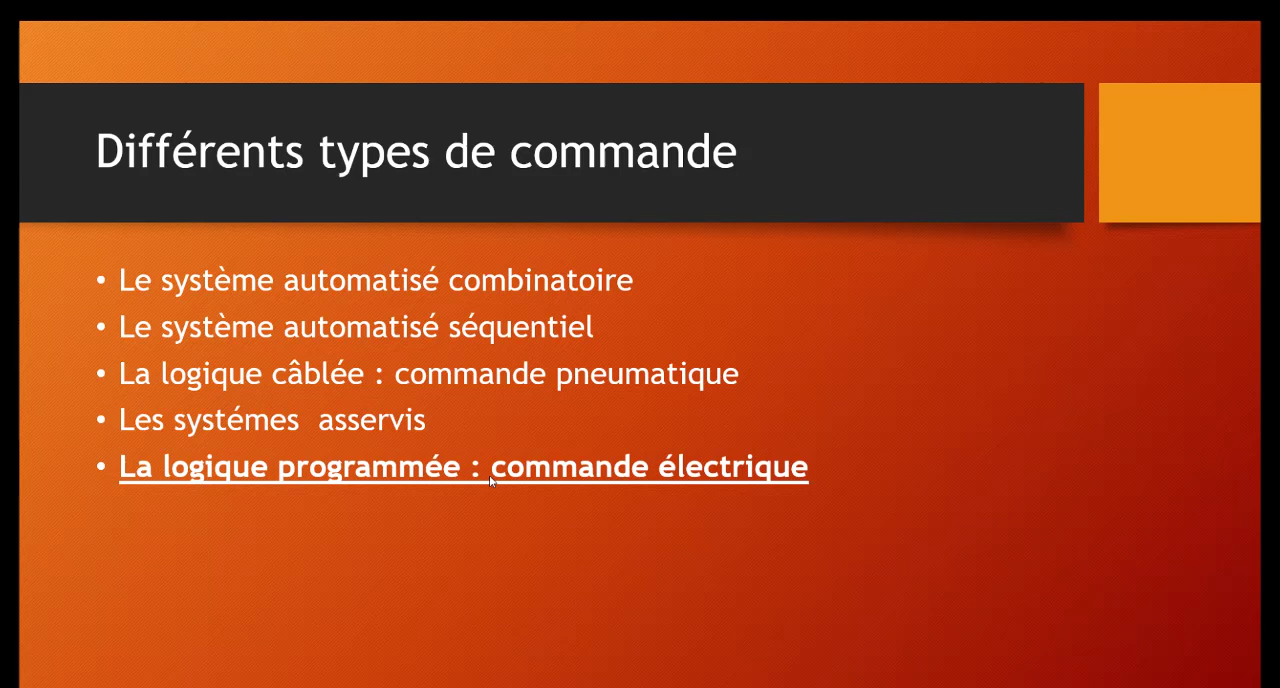 Différents types de commande
• Le système automatisé combinatoire
• Le système automatisé séquentiel
• La logique câblée : commande pneumatique
• Les systémes  asservis
• La logique programmée : commande électrique